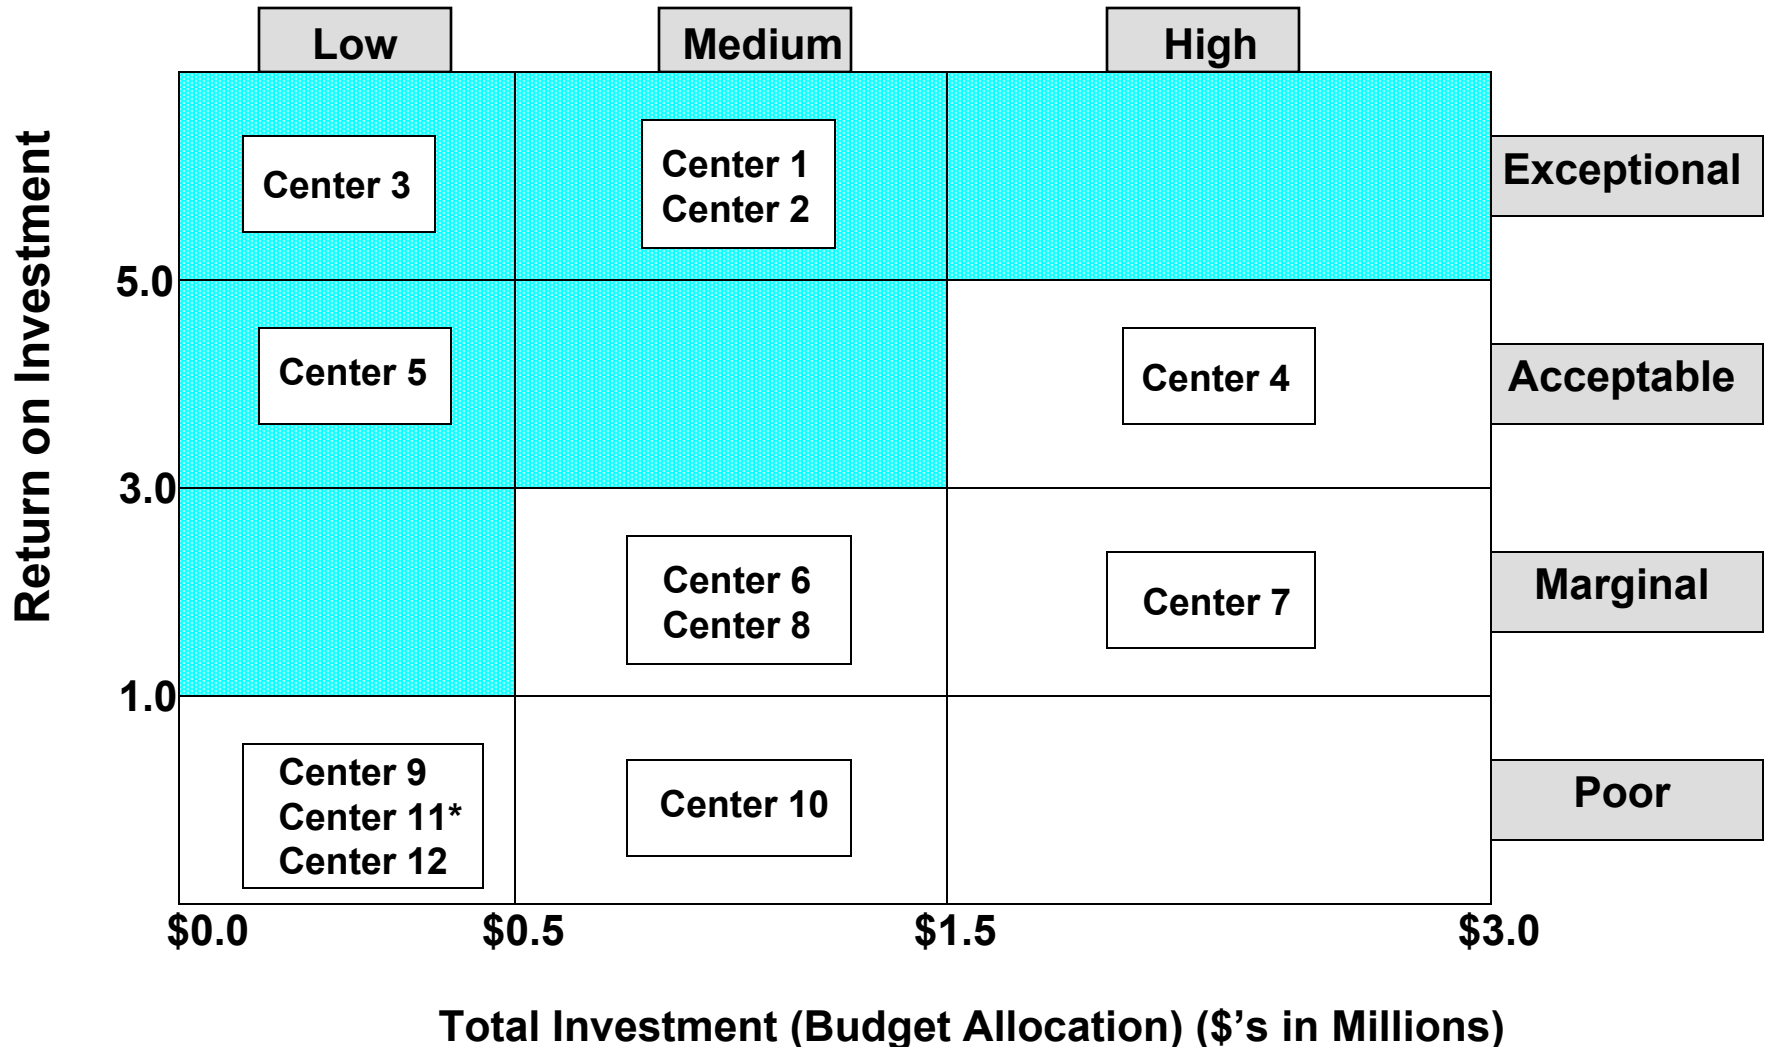 Low
Medium
High
Return on Investment
Center 3
Center 1
Center 2
Exceptional
5.0
Center 5
Center 4
Acceptable
3.0
Center 6
Center 8
Center 7
Marginal
1.0
Center 9
Center 11*
Center 12
Center 10
Poor
$0.0
$0.5
$1.5
$3.0
Total Investment (Budget Allocation) ($’s in Millions)